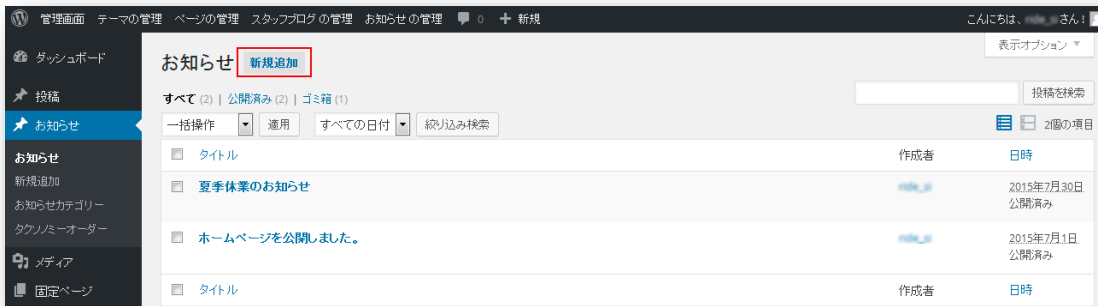 管理画面 テーマの管理 ページの管理 スタッフブログの管理 お知らせの管理 0 新規 こんにちは、 さん!
ダッシュボード
投稿
お知らせ
お知らせ
新規追加
お知らせカテゴリー
タクソノミーオーダー
メディア
固定ページ
表示オプション ▼
お知らせ 新規追加
すべて (2) | 公開済み (2) | ゴミ箱 (1)
投稿を検索
一括操作 適用 すべての日付 絞り込み検索 2個の項目
タイトル 作成者 日時
夏季休業のお知らせ 2015年7月30日
公開済み
ホームページを公開しました。 2015年7月1日
公開済み
タイトル 作成者 日時